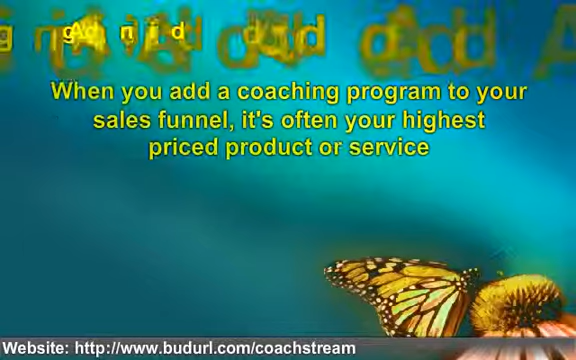 When you add a coaching program to your
sales funnel, it's often your highest
priced product or service
Website: http://www.budurl.com/coachstream